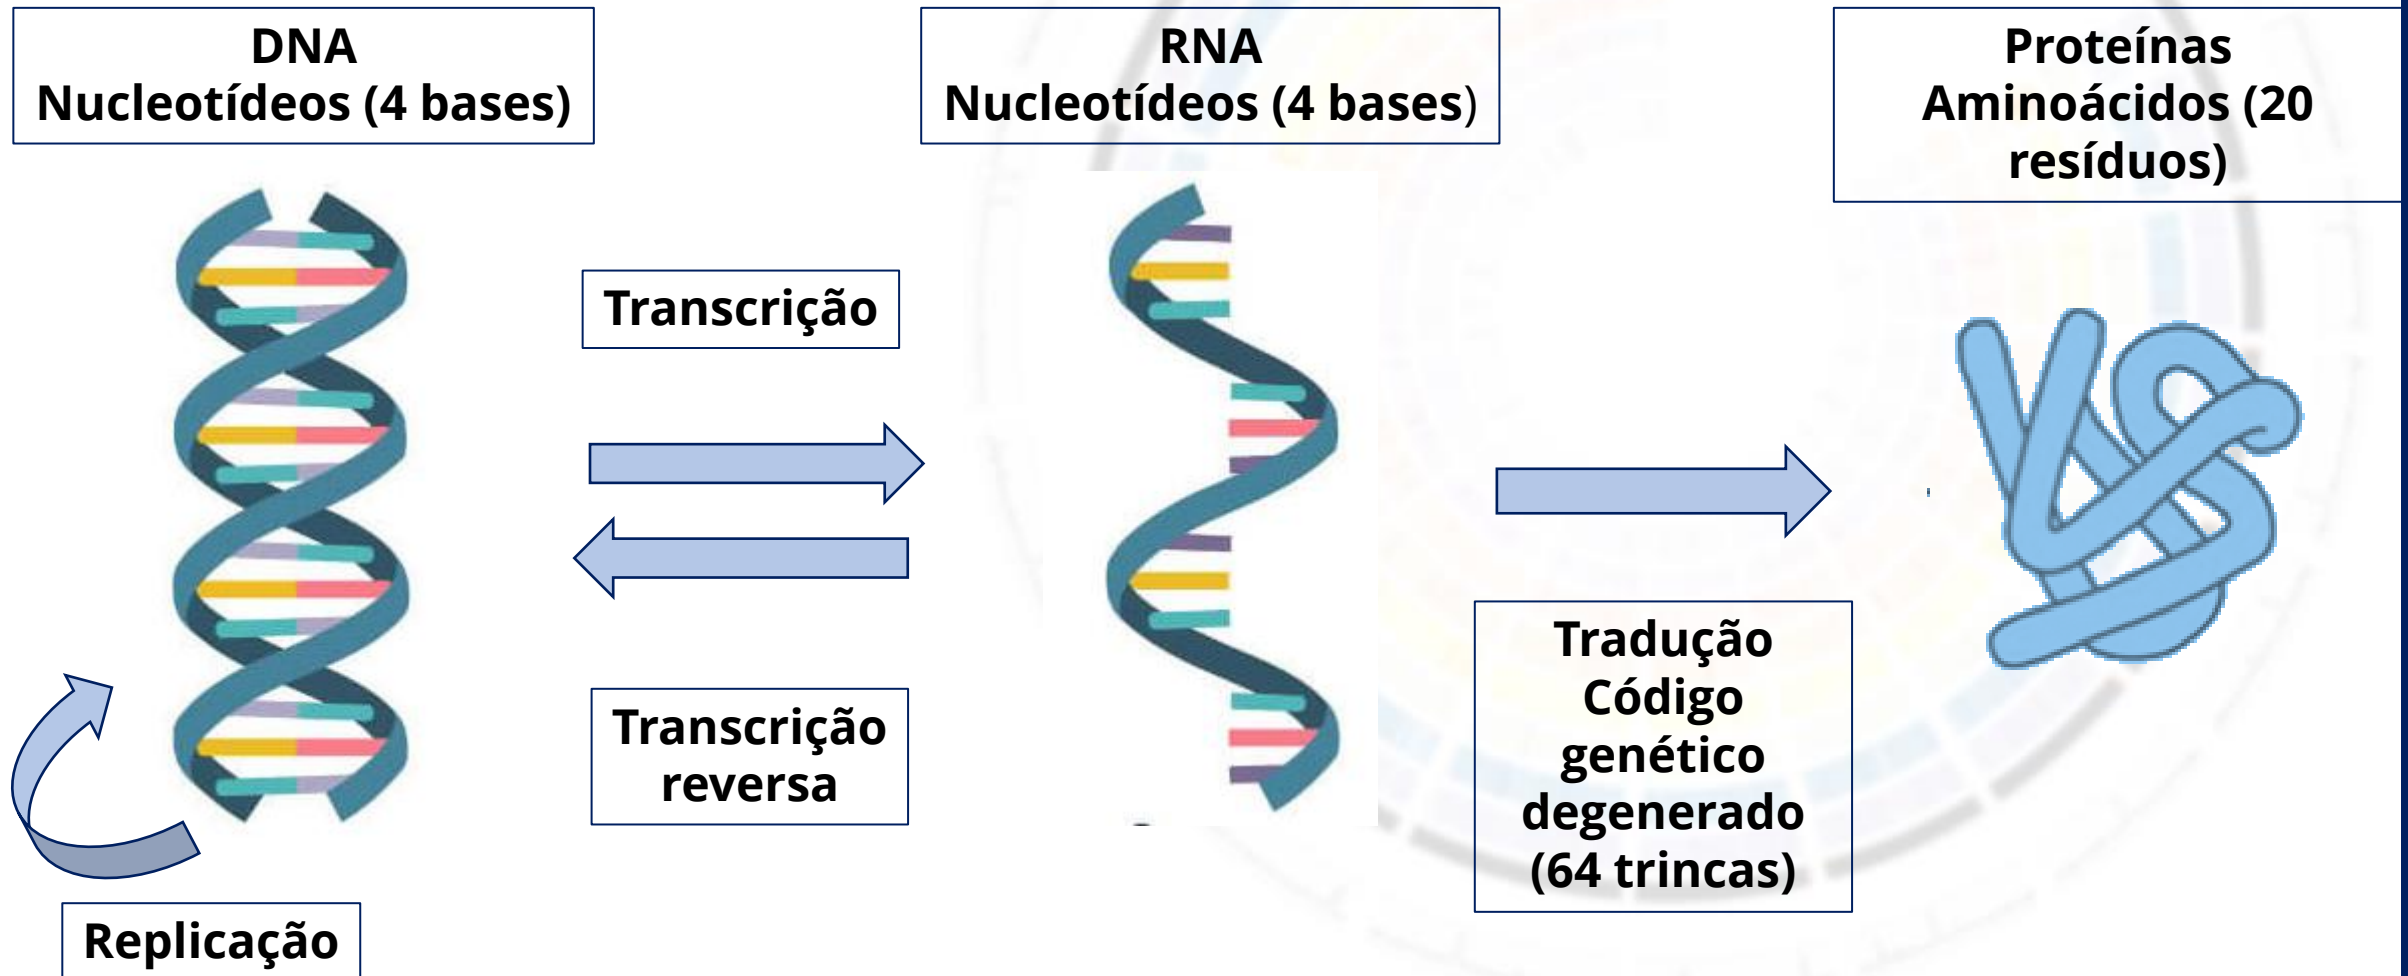 DNA
Nucleotídeos (4 bases)
RNA
Nucleotídeos (4 bases)
Proteínas
Aminoácidos (20
resíduos)
Transcrição
Transcrição
reversa
Tradução
Código
genético
degenerado
(64 trincas)
Replicação